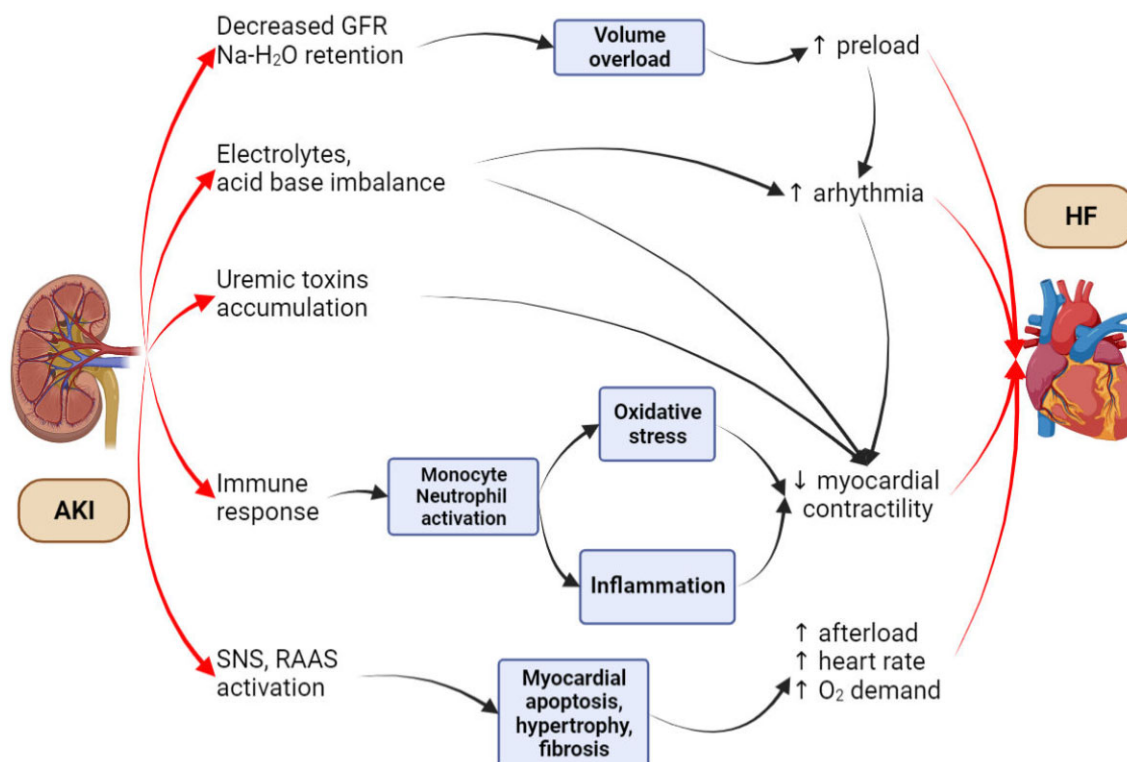 Decreased GFR
Na-H₂O retention
Volume
overload
↑ preload
Electrolytes,
acid base imbalance
↑ arhythmia
HF
Uremic toxins
accumulation
Oxidative
stress
AKI
Immune
response
Monocyte
Neutrophil
activation
↓ myocardial
contractility
Inflammation
SNS, RAAS
activation
Myocardial
apoptosis,
hypertrophy,
fibrosis
↑ afterload
↑ heart rate
↑ O₂ demand